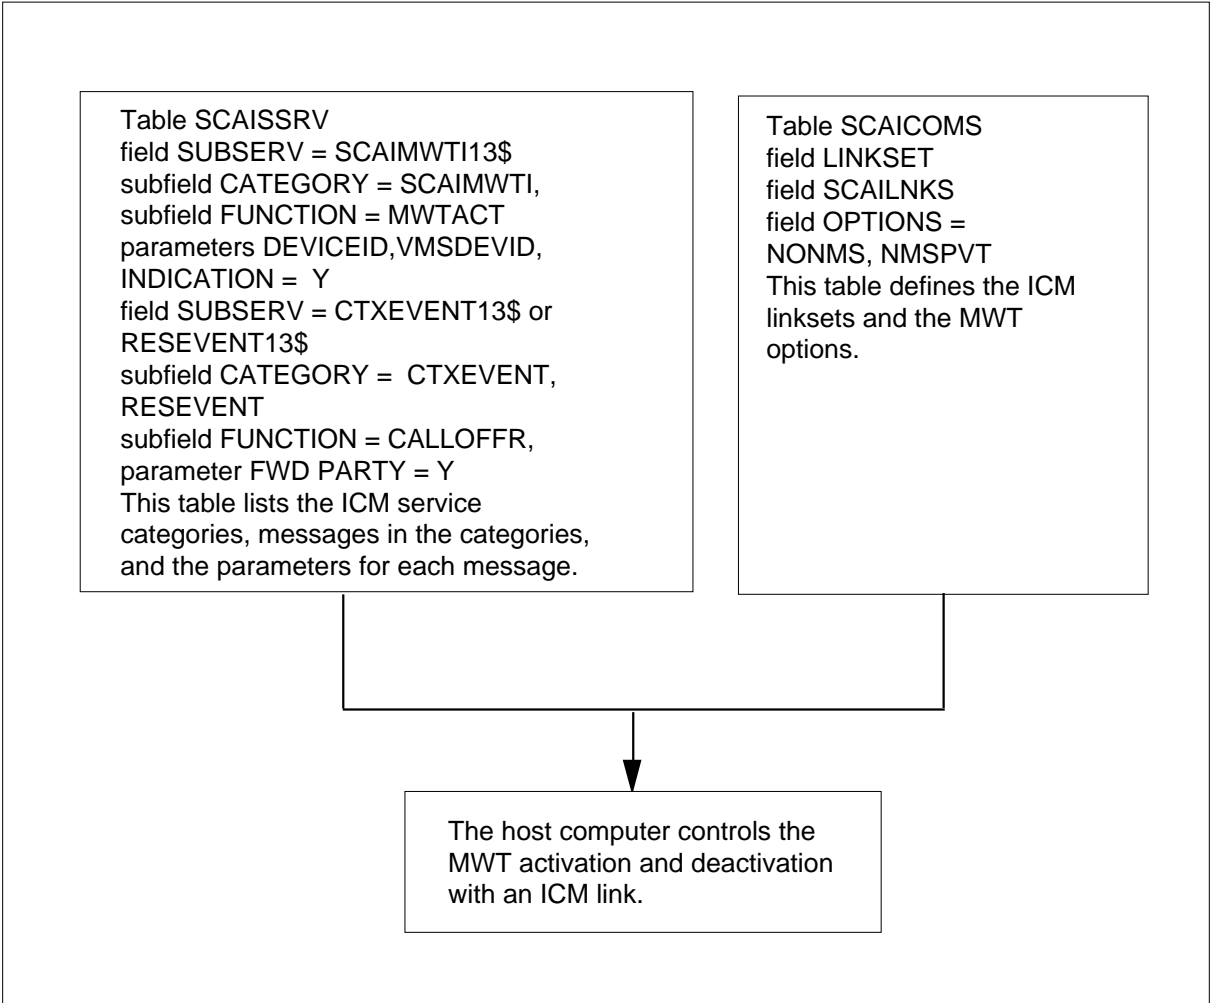 Table SCAISSRV
field SUBSERV = SCAIMWTI13$
subfield CATEGORY = SCAIMWTI,
subfield FUNCTION = MWTACT
parameters DEVICEID,VMSDEVID,
INDICATION =  Y
field SUBSERV = CTXEVENT13$ or
RESEVENT13$
subfield CATEGORY =  CTXEVENT,
RESEVENT
subfield FUNCTION = CALLOFFR,
parameter FWD PARTY = Y
This table lists the ICM service
categories, messages in the categories,
and the parameters for each message.
Table SCAICOMS
field LINKSET
field SCAILNKS
field OPTIONS =
NONMS, NMSPVT
This table defines the ICM
linksets and the MWT
options.
The host computer controls the
MWT activation and deactivation
with an ICM link.